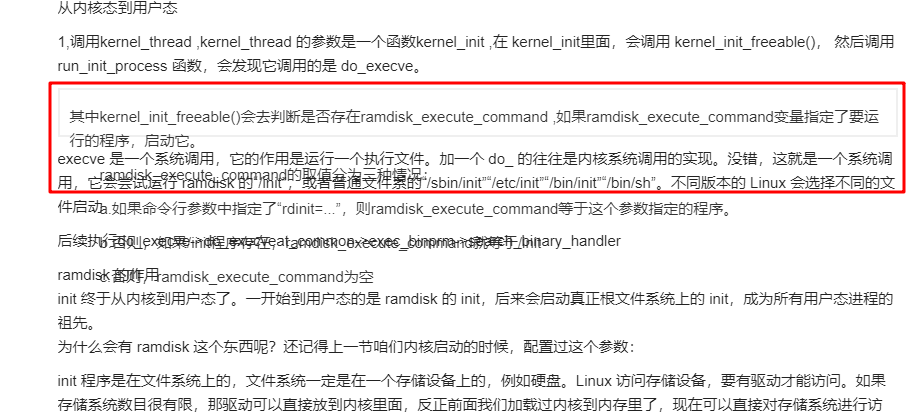 从内核态到用户态
1,调用kernel_thread ,kernel_thread 的参数是一个函数kernel_init ,在 kernel_init里面，会调用 kernel_init_freeable()， 然后调用
run_init_process 函数，会发现它调用的是 do_execve。
其中kernel_init_freeable()会去判断是否存在ramdisk_execute_command ,如果ramdisk_execute_command变量指定了要运
行的程序，启动它。
execve 是一个系统调用，它的作用是运行一个执行文件。加一个 do_ 的往往是内核系统调用的实现。没错，这就是一个系统调
ramdisk_execute_command的取值分为三种情况：
用，它会尝试运行 ramdisk 的“/init”，或者普通文件系统上的“/sbin/init”“/etc/init”“/bin/init”“/bin/sh”。不同版本的 Linux 会选择不同的文
件启动
a.如果命令行参数中指定了“rdinit=...”，则ramdisk_execute_command等于这个参数指定的程序。
后续执行do_execve->do_execveat_common->exec_binprm->search_binary_handler
b.否则，如果/init程序存在，ramdisk_execute_command就等于/init
ramdisk 的作用
c.否则，ramdisk_execute_command为空
init 终于从内核到用户态了。一开始到用户态的是 ramdisk 的 init，后来会启动真正根文件系统上的 init，成为所有用户态进程的
祖先。
为什么会有 ramdisk 这个东西呢？还记得上一节咱们内核启动的时候，配置过这个参数：
init 程序是在文件系统上的，文件系统一定是在一个存储设备上的，例如硬盘。Linux 访问存储设备，要有驱动才能访问。如果
存储系统数目很有限，那驱动可以直接放到内核里面，反正前面我们加载过内核到内存里了，现在可以直接对存储系统进行访